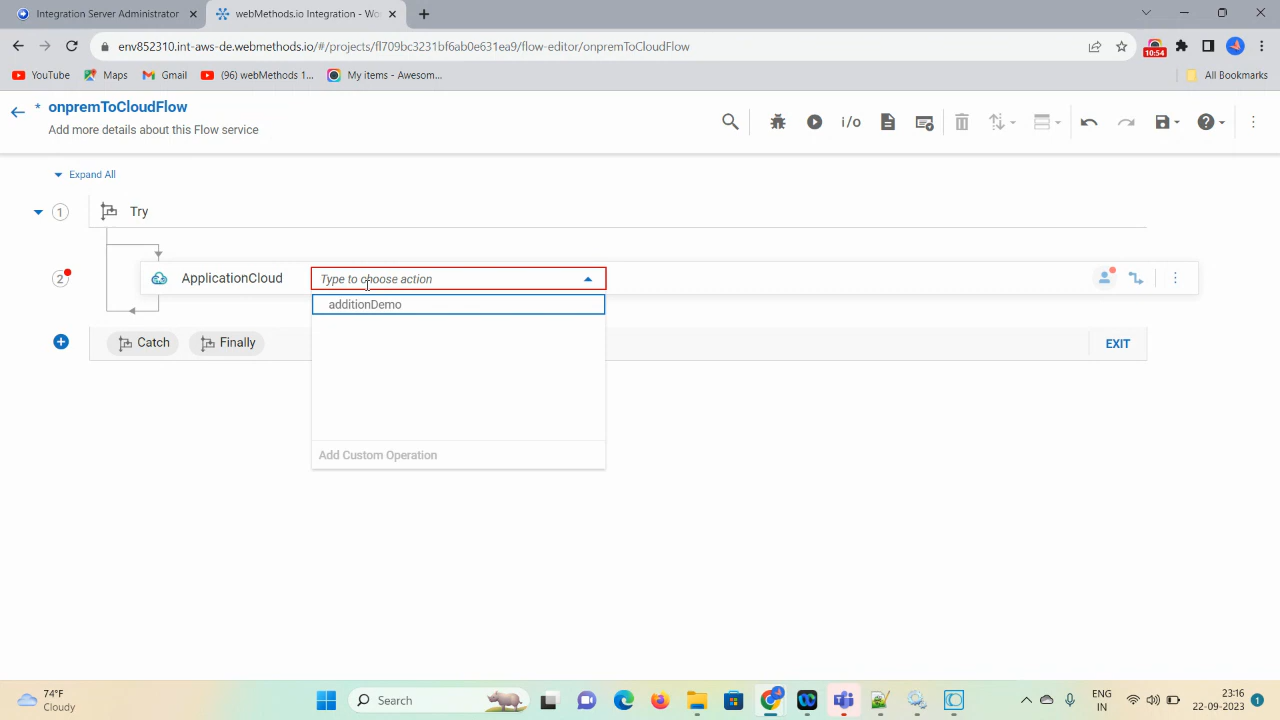 Integration Server Administrator
webMethods.io Integration - Wo
env852310.int-aws-de.webmethods.io/#/projects/fl709bc3231bf6ab0e631ea9/flow-editor/onpremToCloudFlow
10:54
YouTube
Maps
Gmail
(96) webMethods 1...
My items - Awesom...
All Bookmarks
* onpremToCloudFlow
Add more details about this Flow service
i/o
Expand All
1
Try
2
ApplicationCloud
Type to choose action
additionDemo
Catch
Finally
EXIT
Add Custom Operation
74°F
Cloudy
Search
ENG
IN
23:16
22-09-2023
1